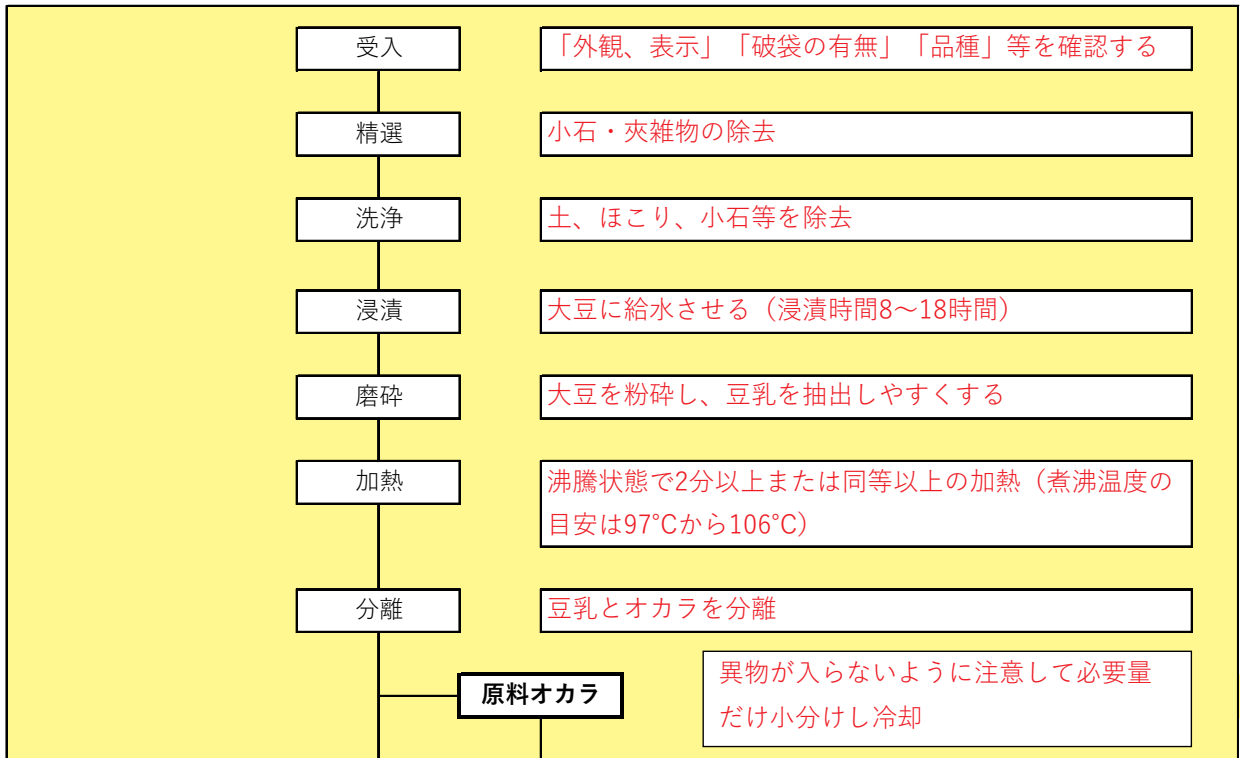 受入
「外観、表示」「破袋の有無」「品種」等を確認する
精選
小石・夾雑物の除去
洗浄
土、ほこり、小石等を除去
浸漬
大豆に給水させる（浸漬時間8～18時間）
磨砕
大豆を粉砕し、豆乳を抽出しやすくする
加熱
沸騰状態で2分以上または同等以上の加熱（煮沸温度の
目安は97℃から106℃）
分離
豆乳とオカラを分離
原料オカラ
異物が入らないように注意して必要量
だけ小分けし冷却